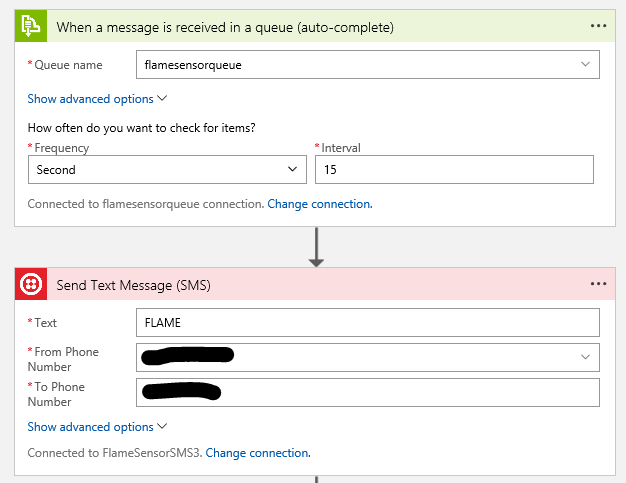 When a message is received in a queue (auto-complete)
*Queue name
flamesensorqueue
Show advanced options
How often do you want to check for items?
*Frequency
*Interval
Second
15
Connected to flamesensorqueue connection. Change connection.
Send Text Message (SMS)
*Text
FLAME
*From Phone
Number
*To Phone
Number
Show advanced options
Connected to FlameSensorSMS3. Change connection.